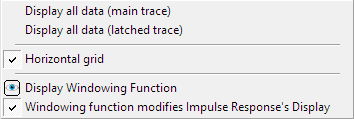 Display all data (main trace)
Display all data (latched trace)
Horizontal grid
Display Windowing Function
Windowing function modifies Impulse Response's Display